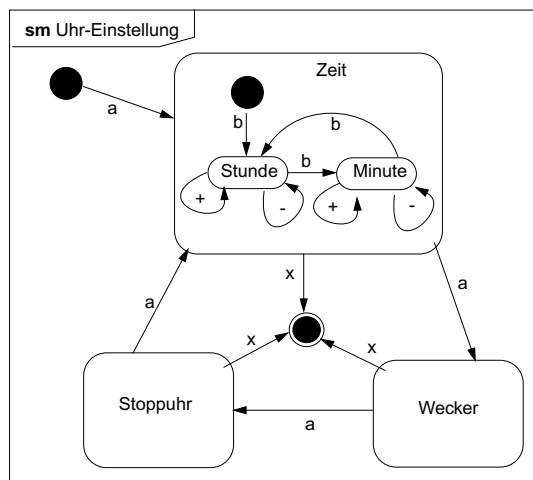 sm Uhr-Einstellung
Zeit
a
b
b
Stunde
b
Minute
+
-
+
-
x
a
a
x
x
Stoppuhr
Wecker
a